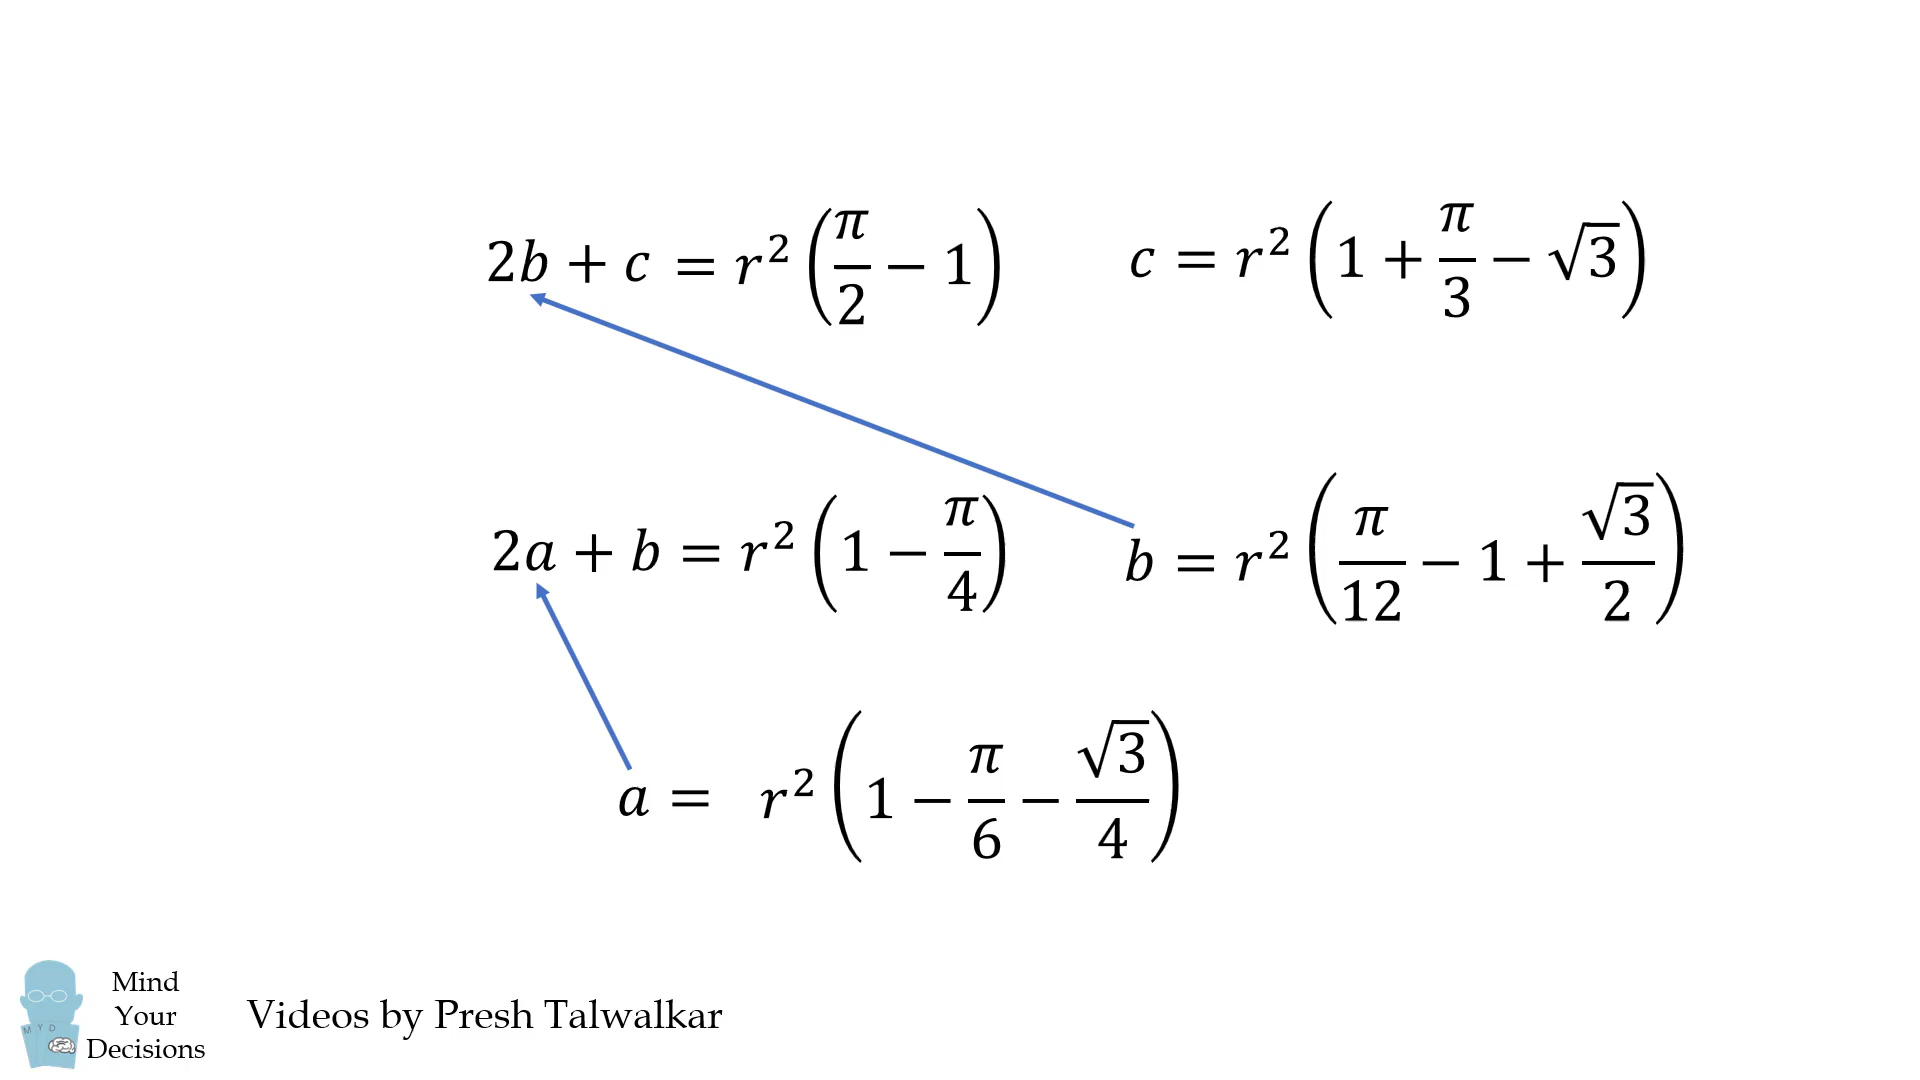 2b + c = r² (π/2 − 1)
c = r² (1 + π/3 − √3)
2a + b = r² (1 − π/4)
b = r² (π/12 − 1 + √3/2)
a = r² (1 − π/6 − √3/4)
M Y D
Mind
Your
Decisions
Videos by Presh Talwalkar